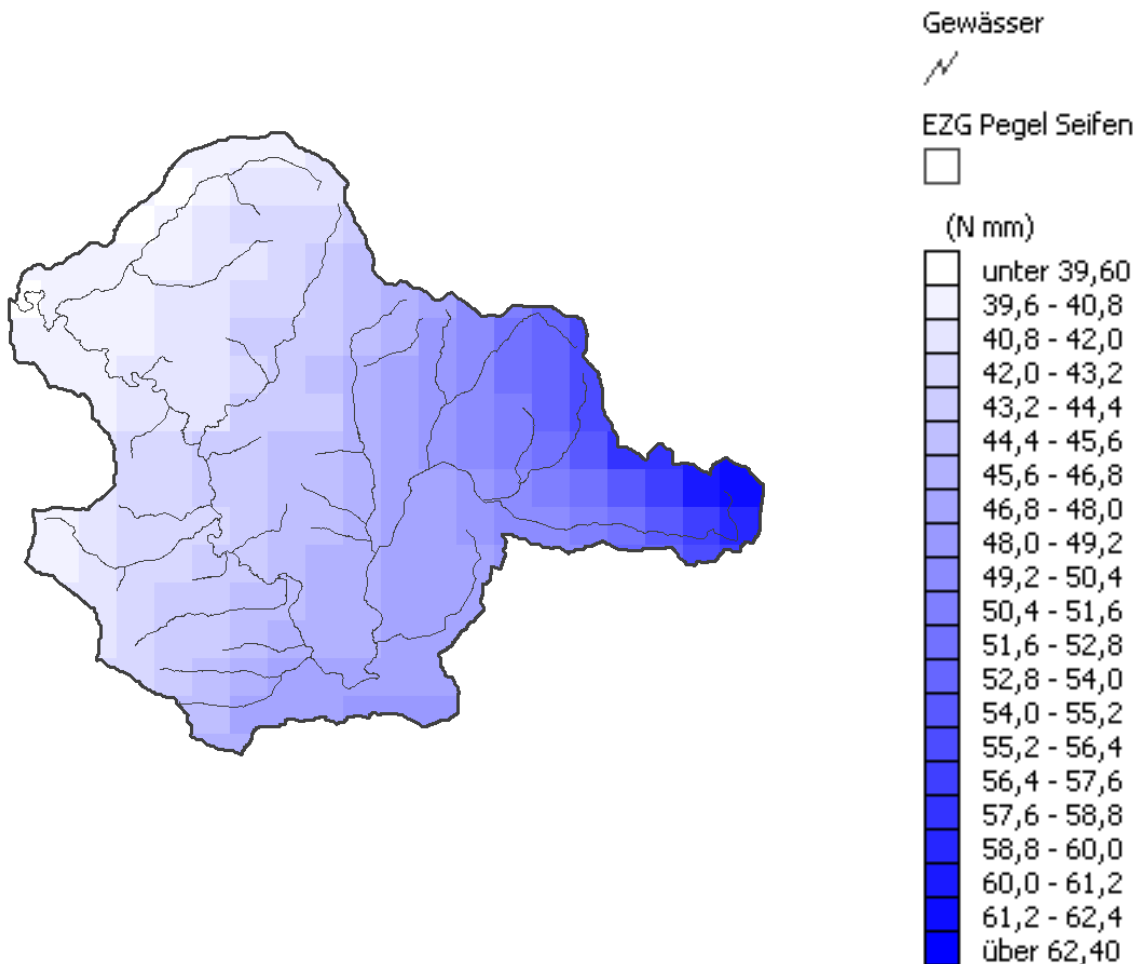 Gewässer
EZG Pegel Seifen
(N mm)
unter 39,60
39,6 - 40,8
40,8 - 42,0
42,0 - 43,2
43,2 - 44,4
44,4 - 45,6
45,6 - 46,8
46,8 - 48,0
48,0 - 49,2
49,2 - 50,4
50,4 - 51,6
51,6 - 52,8
52,8 - 54,0
54,0 - 55,2
55,2 - 56,4
56,4 - 57,6
57,6 - 58,8
58,8 - 60,0
60,0 - 61,2
61,2 - 62,4
über 62,40